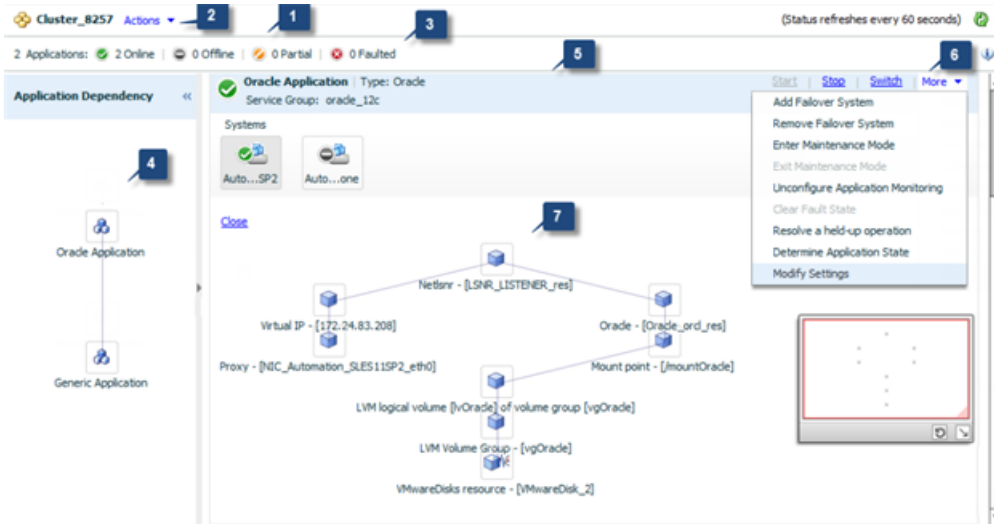 Cluster_8257 Actions 2 1 (Status refreshes every 60 seconds)
3
2 Applications: 2 Online | 0 Offline | 0 Partial | 0 Faulted
5 6
Application Dependency «
Oracle Application | Type: Oracle Start | Stop | Switch | More
Service Group: oracle_12c
Add Failover System
Remove Failover System
Enter Maintenance Mode
Exit Maintenance Mode
Unconfigure Application Monitoring
Clear Fault State
Resolve a held-up operation
Determine Application State
Modify Settings
Systems
Auto...SP2 Auto...one
4
Oracle Application
Generic Application
Close
7
Netlsnr - [LSNR_LISTENER_res]
Virtual IP - [172.24.83.208] Oracle - [Oracle_orcl_res]
Proxy - [NIC_Automation_SLES11SP2_eth0] Mount point - [/mountOracle]
LVM logical volume [lvOracle] of volume group [vgOracle]
LVM Volume Group - [vgOracle]
VMwareDisks resource - [VMwareDisk_2]